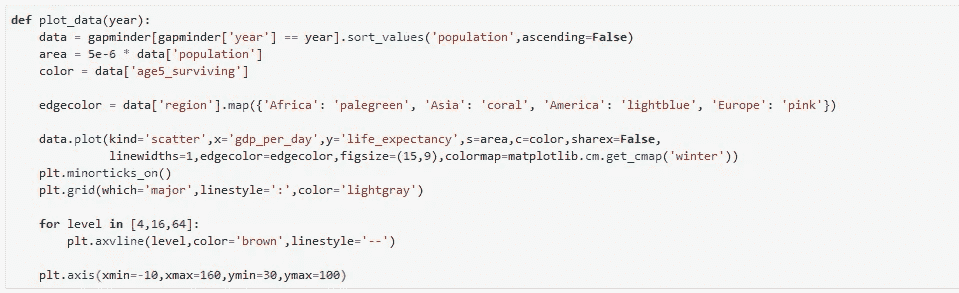 def plot_data(year):
    data = gapminder[gapminder['year'] == year].sort_values('population',ascending=False)
    area = 5e-6 * data['population']
    color = data['age5_surviving']

    edgecolor = data['region'].map({'Africa': 'palegreen', 'Asia': 'coral', 'America': 'lightblue', 'Europe': 'pink'})

    data.plot(kind='scatter',x='gdp_per_day',y='life_expectancy',s=area,c=color,sharex=False,
              linewidths=1,edgecolor=edgecolor,figsize=(15,9),colormap=matplotlib.cm.get_cmap('winter'))
    plt.minorticks_on()
    plt.grid(which='major',linestyle=':',color='lightgray')

    for level in [4,16,64]:
        plt.axvline(level,color='brown',linestyle='--')

    plt.axis(xmin=-10,xmax=160,ymin=30,ymax=100)